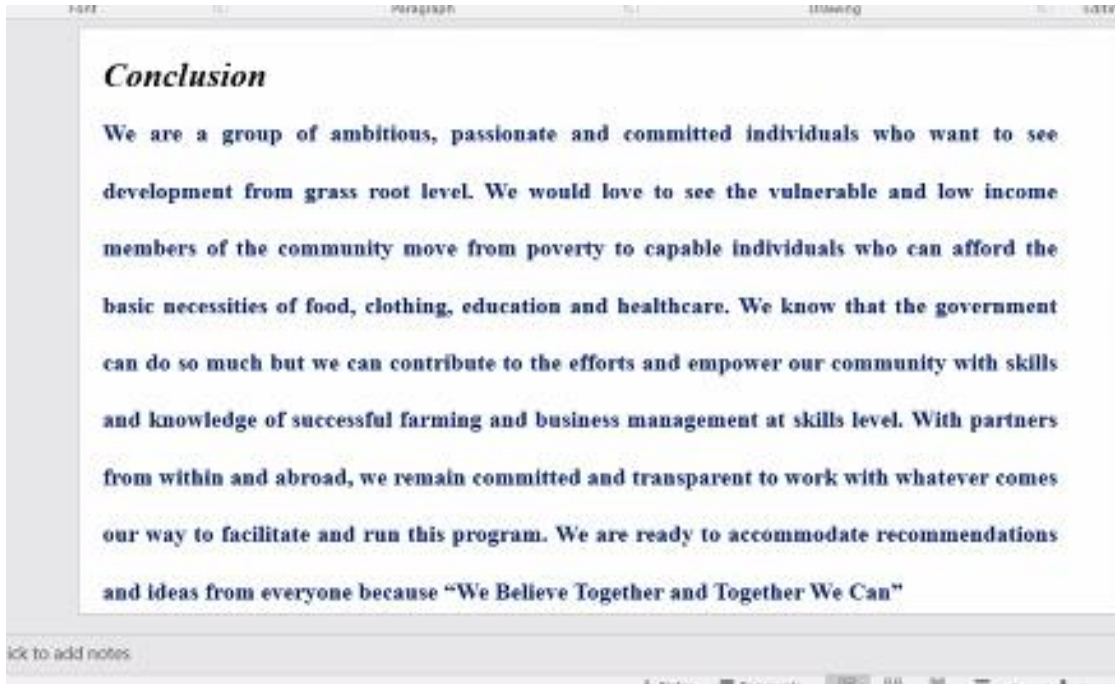 Font Paragraph Drawing
Conclusion
We are a group of ambitious, passionate and committed individuals who want to see
development from grass root level. We would love to see the vulnerable and low income
members of the community move from poverty to capable individuals who can afford the
basic necessities of food, clothing, education and healthcare. We know that the government
can do so much but we can contribute to the efforts and empower our community with skills
and knowledge of successful farming and business management at skills level. With partners
from within and abroad, we remain committed and transparent to work with whatever comes
our way to facilitate and run this program. We are ready to accommodate recommendations
and ideas from everyone because “We Believe Together and Together We Can”
ick to add notes